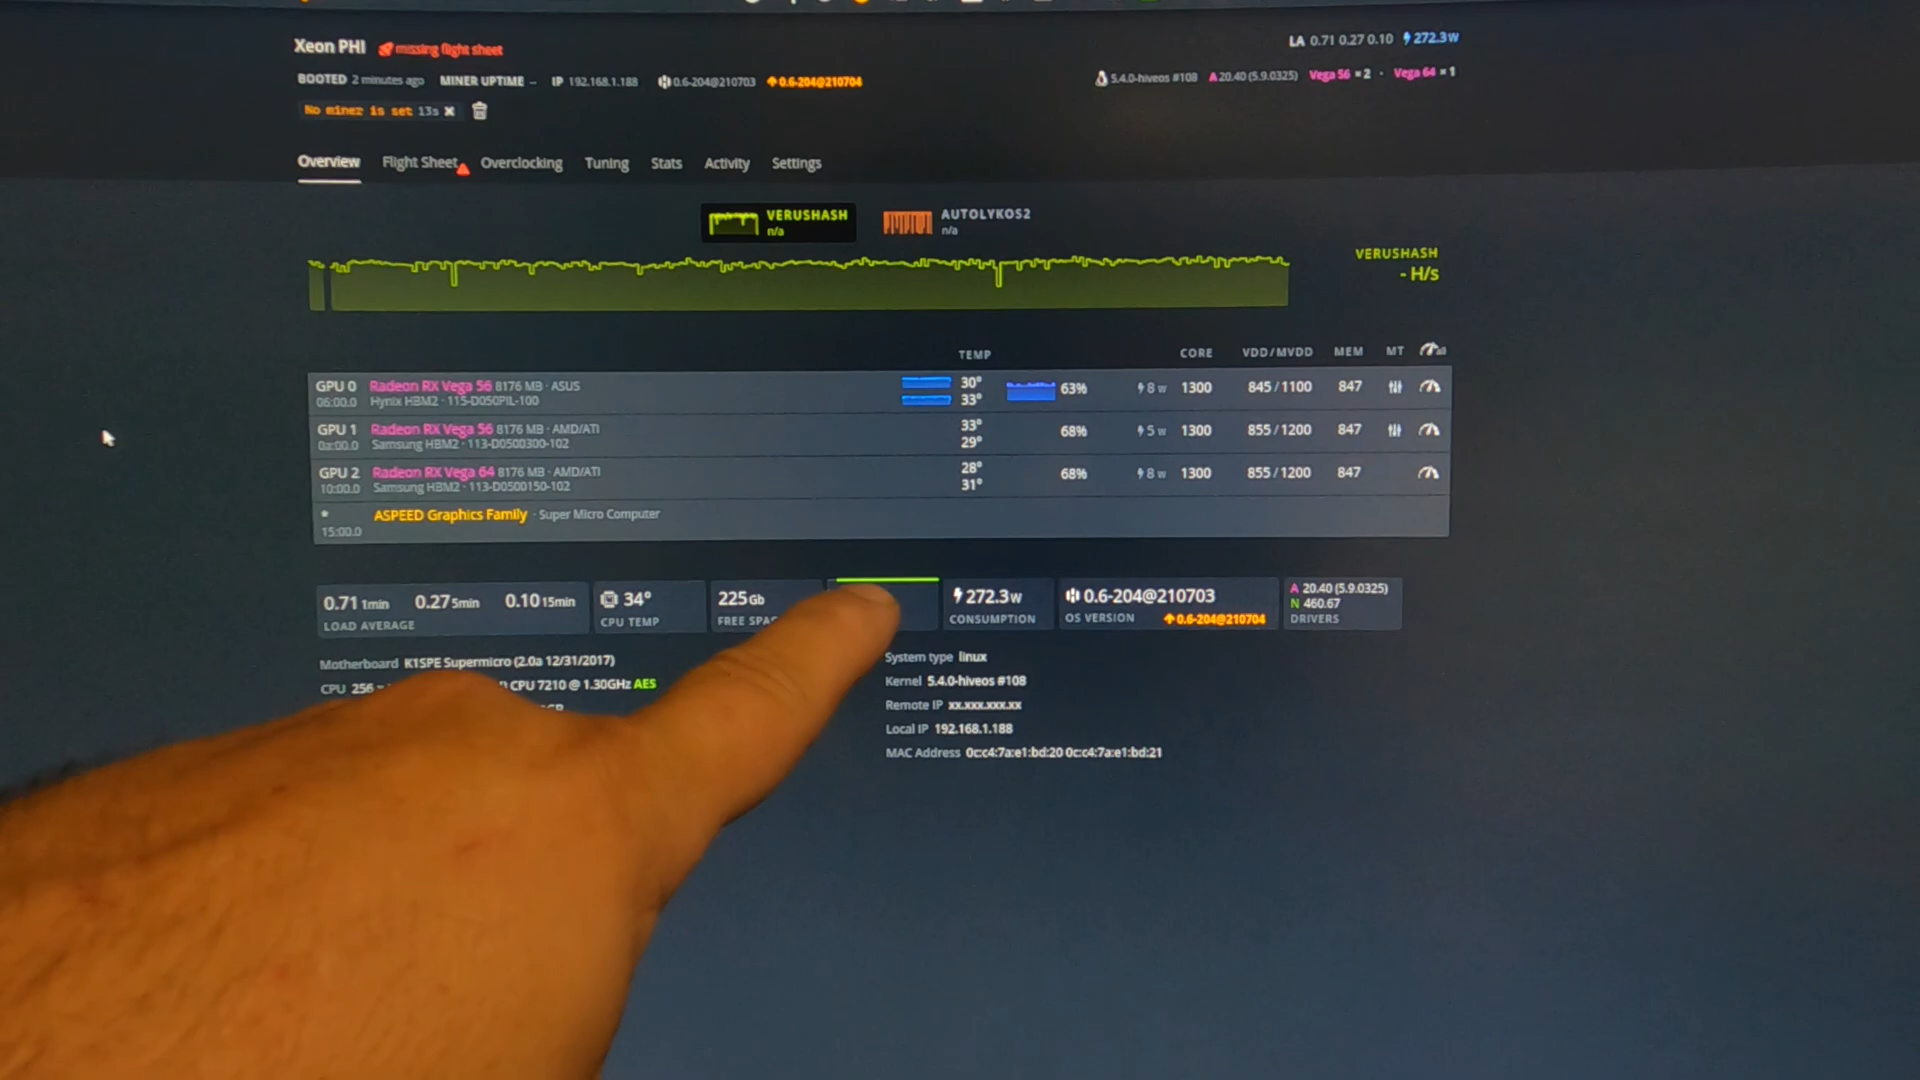 Xeon PHI missing flight sheet
LA 0.71 0.27 0.10 272.3W
BOOTED 2 minutes ago MINER UPTIME – IP 192.168.1.188 0.6-204@210703 0.6-204@210704
5.4.0-hiveos #108 A 20.40 (5.9.0325) Vega 56 × 2 · Vega 64 × 1
No miner is set 13s ×
Overview Flight Sheet Overclocking Tuning Stats Activity Settings
VERUSHASH
n/a
AUTOLYKOS2
n/a
VERUSHASH
- H/s
TEMP CORE VDD/MVDD MEM MT
GPU 0 Radeon RX Vega 56 8176 MB · ASUS 30° 63% 8 w 1300 845 / 1100 847
06:00.0 Hynix HBM2 · 115-D050PIL-100 33°
GPU 1 Radeon RX Vega 56 8176 MB · AMD/ATI 33° 68% 5 w 1300 855 / 1200 847
0a:00.0 Samsung HBM2 · 113-D0500300-102 29°
GPU 2 Radeon RX Vega 64 8176 MB · AMD/ATI 28° 68% 8 w 1300 855 / 1200 847
10:00.0 Samsung HBM2 · 113-D0500150-102 31°
* ASPEED Graphics Family · Super Micro Computer
15:00.0
0.71 1min 0.27 5min 0.10 15min
LOAD AVERAGE
34°
CPU TEMP
225Gb
FREE SPAC
272.3w
CONSUMPTION
0.6-204@210703
OS VERSION 0.6-204@210704
A 20.40 (5.9.0325)
N 460.67
DRIVERS
Motherboard K1SPE Supermicro (2.0a 12/31/2017)
CPU 256 CPU 7210 @ 1.30GHz AES
System type linux
Kernel 5.4.0-hiveos #108
Remote IP xx.xxx.xxx.xx
Local IP 192.168.1.188
MAC Address 0c:c4:7a:e1:bd:20 0c:c4:7a:e1:bd:21